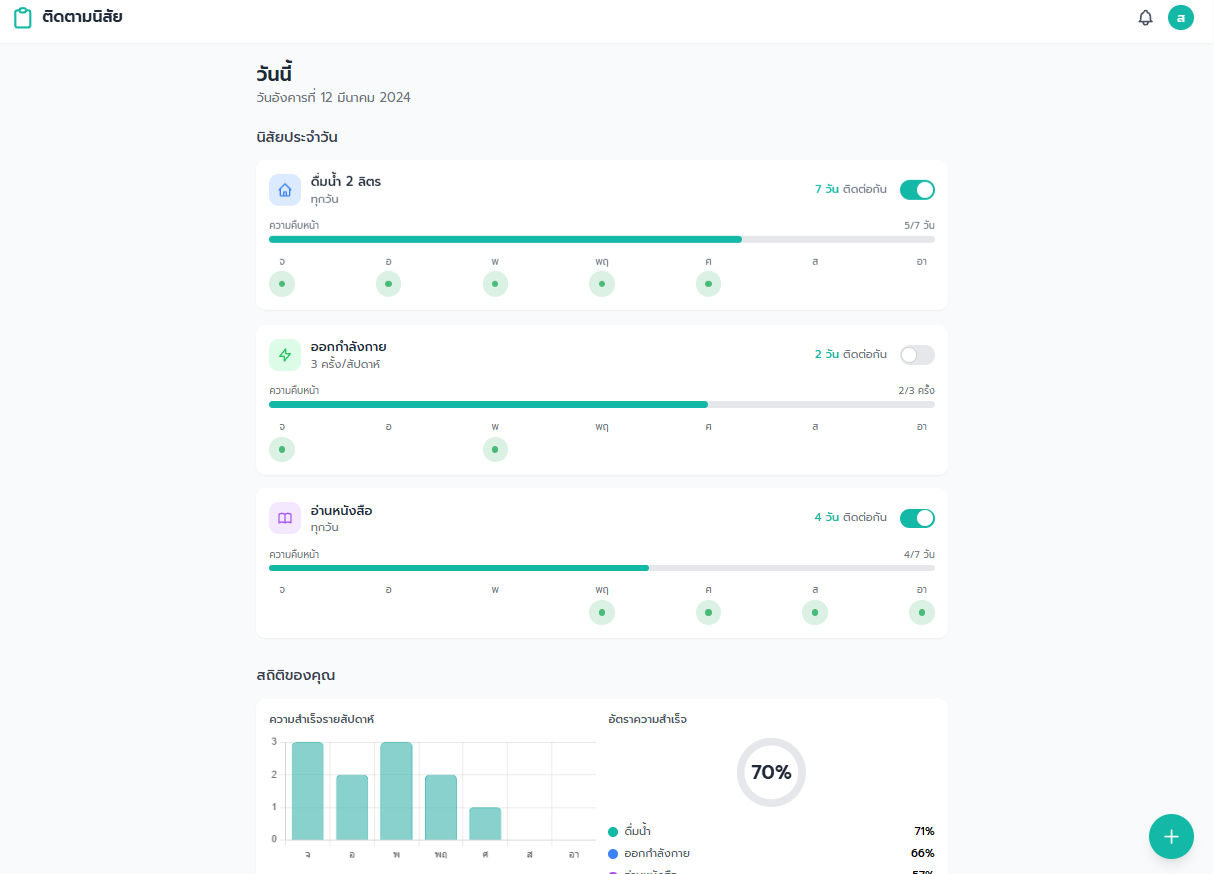 ติดตามนิสัย
ส
วันนี้
วันอังคารที่ 12 มีนาคม 2024
นิสัยประจำวัน
ดื่มน้ำ 2 ลิตร
ทุกวัน
7 วัน ติดต่อกัน
ความคืบหน้า 5/7 วัน
จ อ พ พฤ ศ ส อา
ออกกำลังกาย
3 ครั้ง/สัปดาห์
2 วัน ติดต่อกัน
ความคืบหน้า 2/3 ครั้ง
จ อ พ พฤ ศ ส อา
อ่านหนังสือ
ทุกวัน
4 วัน ติดต่อกัน
ความคืบหน้า 4/7 วัน
จ อ พ พฤ ศ ส อา
สถิติของคุณ
ความสำเร็จรายสัปดาห์
3
2
1
0
จ อ พ พฤ ศ ส อา
อัตราความสำเร็จ
70%
ดื่มน้ำ 71%
ออกกำลังกาย 66%
อ่านหนังสือ 57%